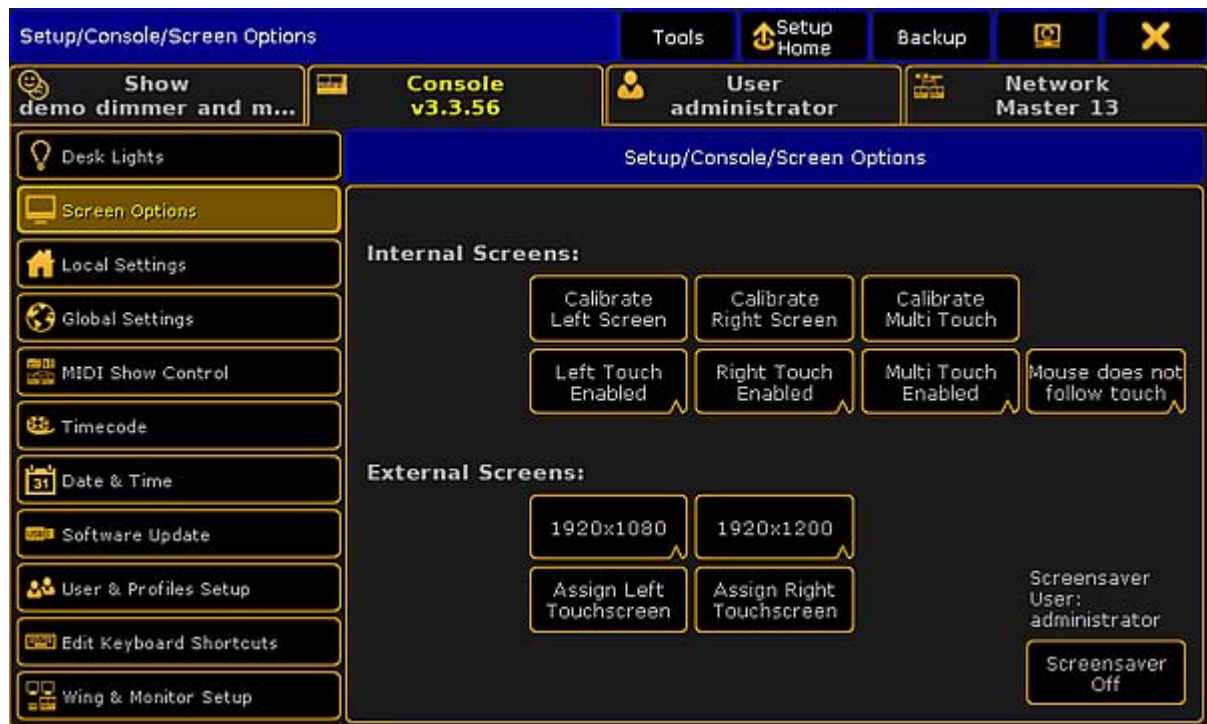 Setup/Console/Screen Options
Tools
Setup
Home
Backup
Show
demo dimmer and m...
Console
v3.3.56
User
administrator
Network
Master 13
Desk Lights
Screen Options
Local Settings
Global Settings
MIDI Show Control
Timecode
31
Date & Time
Software Update
User & Profiles Setup
Edit Keyboard Shortcuts
Wing & Monitor Setup
Setup/Console/Screen Options
Internal Screens:
Calibrate
Left Screen
Calibrate
Right Screen
Calibrate
Multi Touch
Left Touch
Enabled
Right Touch
Enabled
Multi Touch
Enabled
Mouse does not
follow touch
External Screens:
1920x1080
1920x1200
Assign Left
Touchscreen
Assign Right
Touchscreen
Screensaver
User:
administrator
Screensaver
Off